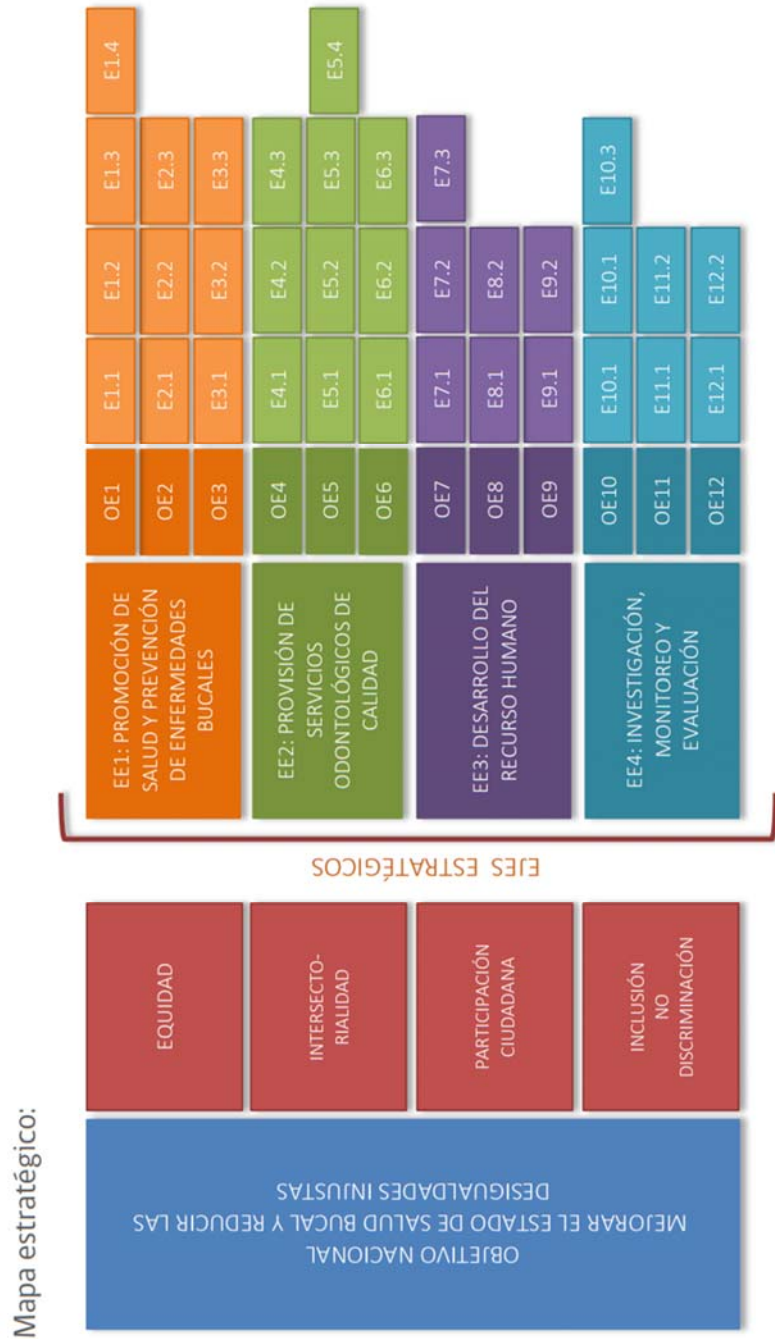 Mapa estratégico:
OBJETIVO NACIONAL
MEJORAR EL ESTADO DE SALUD BUCAL Y REDUCIR LAS
DESIGUALDADES INJUSTAS
EQUIDAD
INTERSECTO-
RIALIDAD
PARTICIPACIÓN
CIUDADANA
INCLUSIÓN
NO
DISCRIMINACIÓN
EJES ESTRATÉGICOS
EE1: PROMOCIÓN DE
SALUD Y PREVENCIÓN
DE ENFERMEDADES
BUCALES
OE1 E1.1 E1.2 E1.3 E1.4
OE2 E2.1 E2.2 E2.3
OE3 E3.1 E3.2 E3.3
EE2: PROVISIÓN DE
SERVICIOS
ODONTOLÓGICOS DE
CALIDAD
OE4 E4.1 E4.2 E4.3
OE5 E5.1 E5.2 E5.3 E5.4
OE6 E6.1 E6.2 E6.3
EE3: DESARROLLO DEL
RECURSO HUMANO
OE7 E7.1 E7.2 E7.3
OE8 E8.1 E8.2
OE9 E9.1 E9.2
EE4: INVESTIGACIÓN,
MONITOREO Y
EVALUACIÓN
OE10 E10.1 E10.1 E10.3
OE11 E11.1 E11.2
OE12 E12.1 E12.2